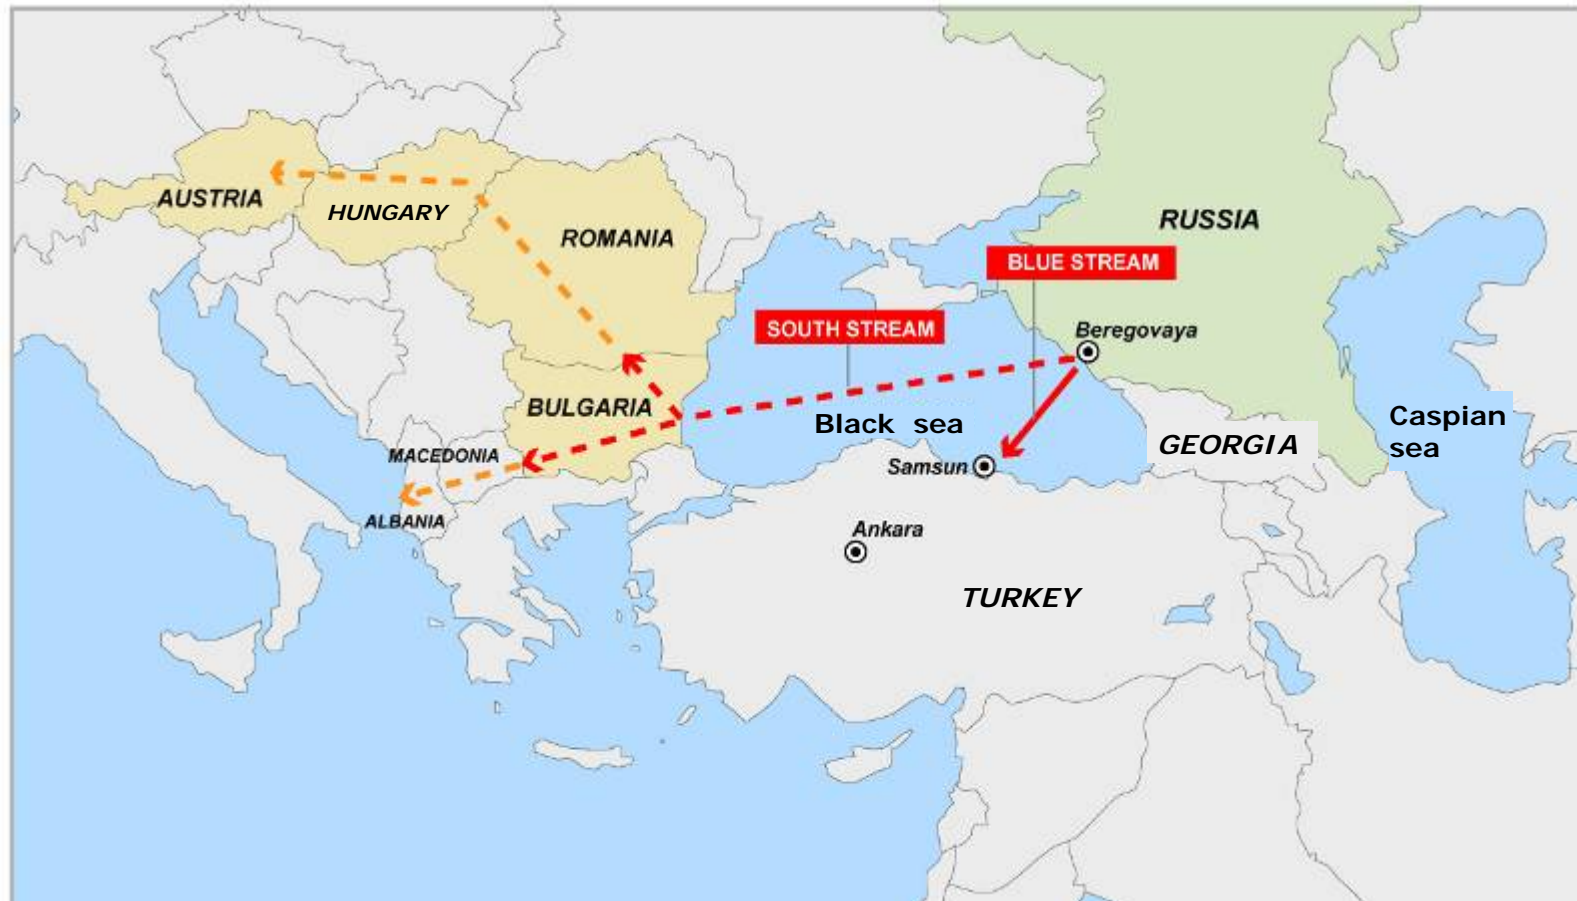 RUSSIA
AUSTRIA
HUNGARY
ROMANIA
BLUE STREAM
SOUTH STREAM
Beregovaya
BULGARIA
Black sea
Caspian
sea
GEORGIA
MACEDONIA
Samsun
ALBANIA
Ankara
TURKEY